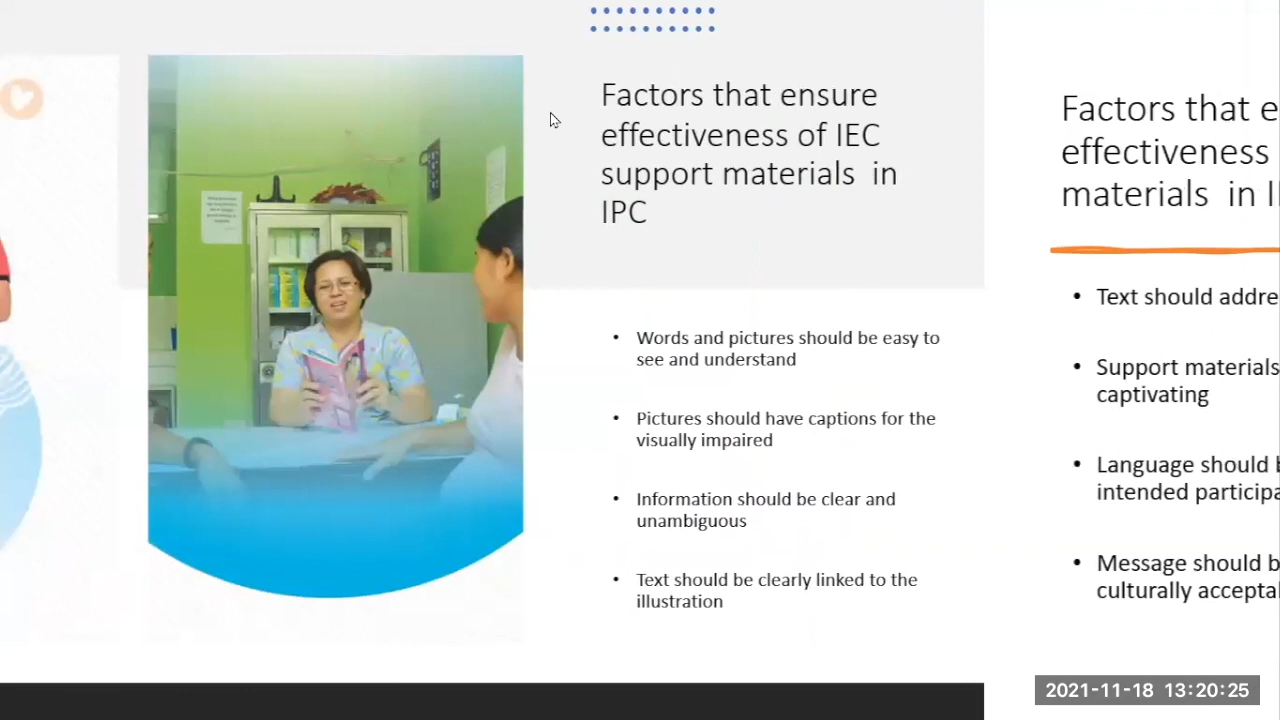 Factors that ensure
effectiveness of IEC
support materials in
IPC
• Words and pictures should be easy to
see and understand
• Pictures should have captions for the
visually impaired
• Information should be clear and
unambiguous
• Text should be clearly linked to the
illustration
Factors that
effectiveness
materials in
• Text should
• Support materials
captivating
• Language should
intended
• Message should
culturally
2021-11-18 13:20:25